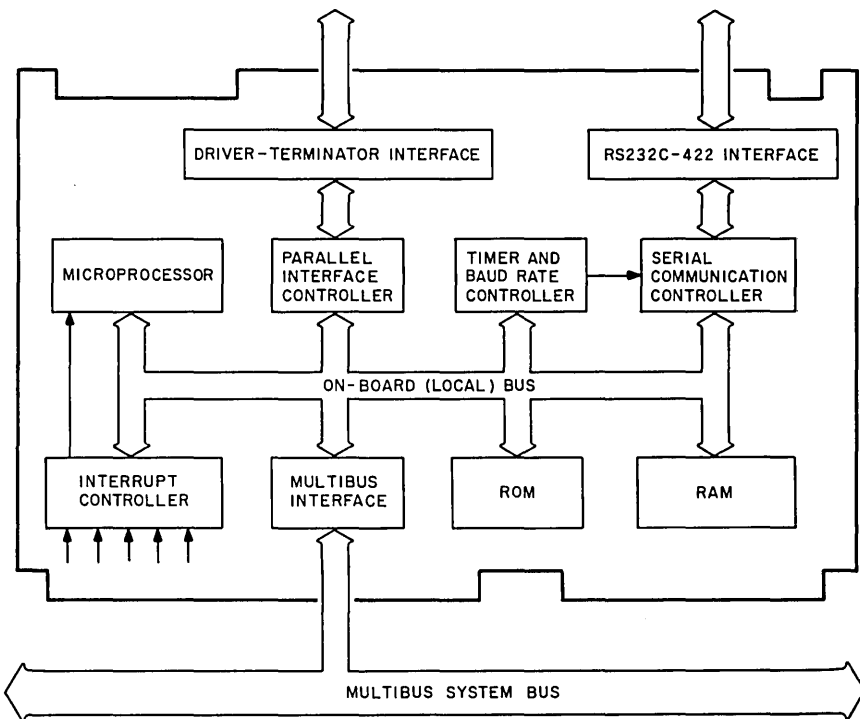 DRIVER-TERMINATOR INTERFACE
RS232C-422 INTERFACE
MICROPROCESSOR
PARALLEL
INTERFACE
CONTROLLER
TIMER AND
BAUD RATE
CONTROLLER
SERIAL
COMMUNICATION
CONTROLLER
ON-BOARD (LOCAL) BUS
INTERRUPT
CONTROLLER
MULTIBUS
INTERFACE
ROM
RAM
MULTIBUS SYSTEM BUS